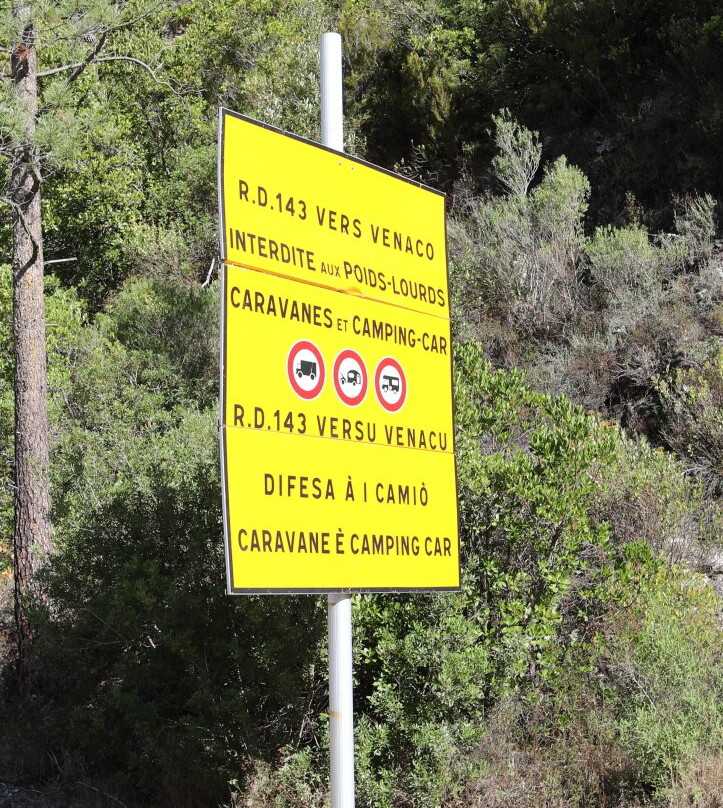 R.D.143 VERS VENACO
INTERDITE AUX POIDS-LOURDS
CARAVANES ET CAMPING-CAR
R.D.143 VERSU VENACU
DIFESA À I CAMIÒ
CARAVANE È CAMPING CAR